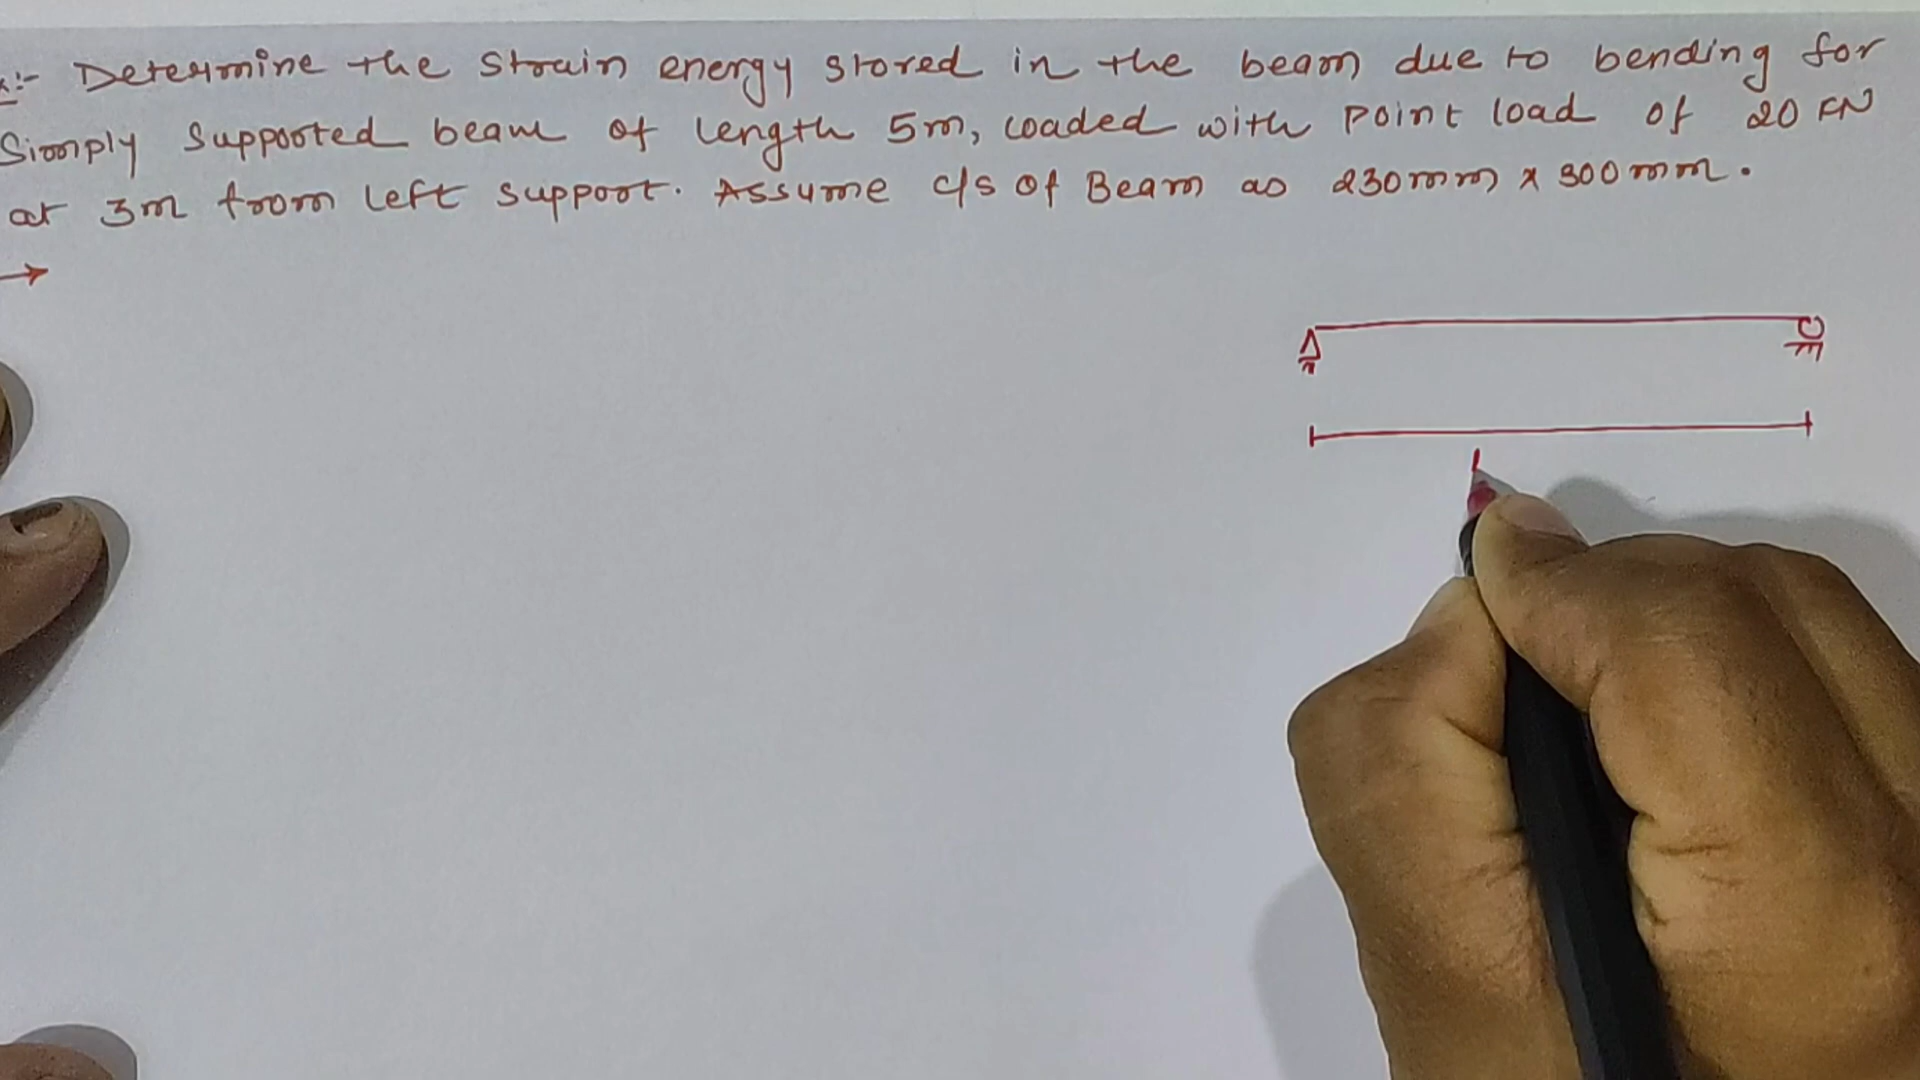 x:- Determine the strain energy stored in the beam due to bending for
Simply supported beam of length 5m, loaded with point load of 20 KN
at 3m from left support. Assume c/s of Beam as 230mm x 300mm.